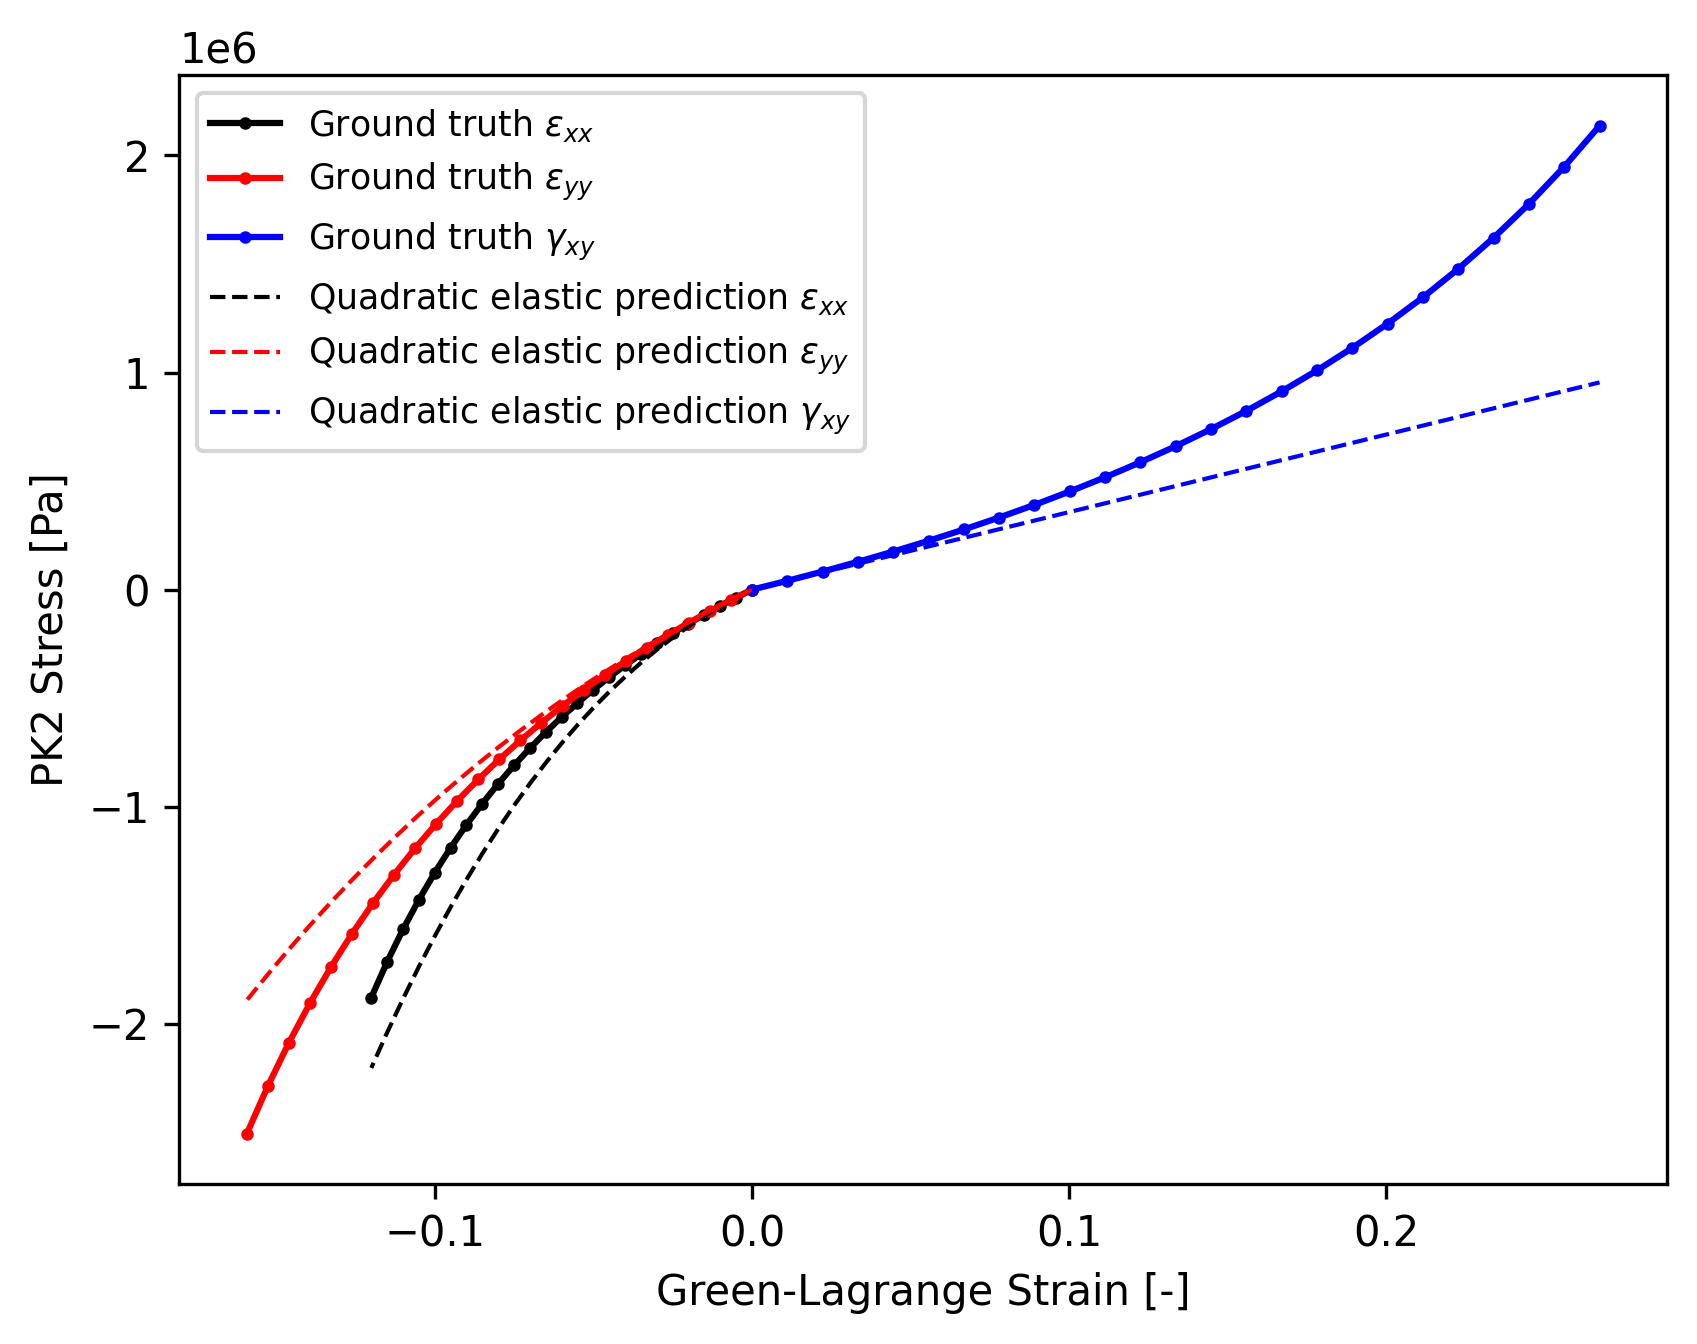 1e6
Ground truth εxx
Ground truth εyy
Ground truth γxy
Quadratic elastic prediction εxx
Quadratic elastic prediction εyy
Quadratic elastic prediction γxy
2
1
0
−1
−2
PK2 Stress [Pa]
−0.1 0.0 0.1 0.2
Green-Lagrange Strain [-]